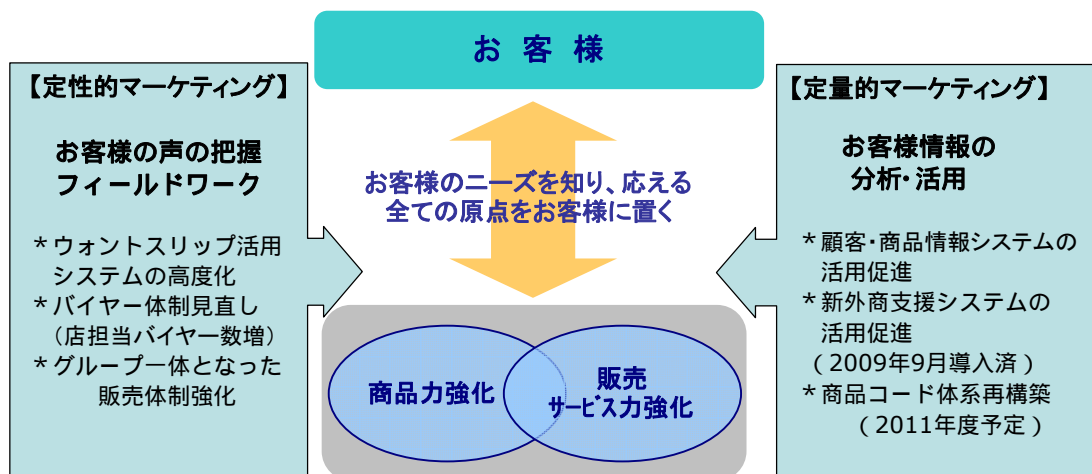 お 客 様
【定性的マーケティング】
お客様の声の把握
フィールドワーク
*ウォントスリップ活用
システムの高度化
*バイヤー体制見直し
(店担当バイヤー数増)
*グループ一体となった
販売体制強化
お客様のニーズを知り、応える
全ての原点をお客様に置く
商品力強化
販売
サービス力強化
【定量的マーケティング】
お客様情報の
分析・活用
*顧客・商品情報システムの
活用促進
*新外商支援システムの
活用促進
(2009年9月導入済)
*商品コード体系再構築
(2011年度予定)